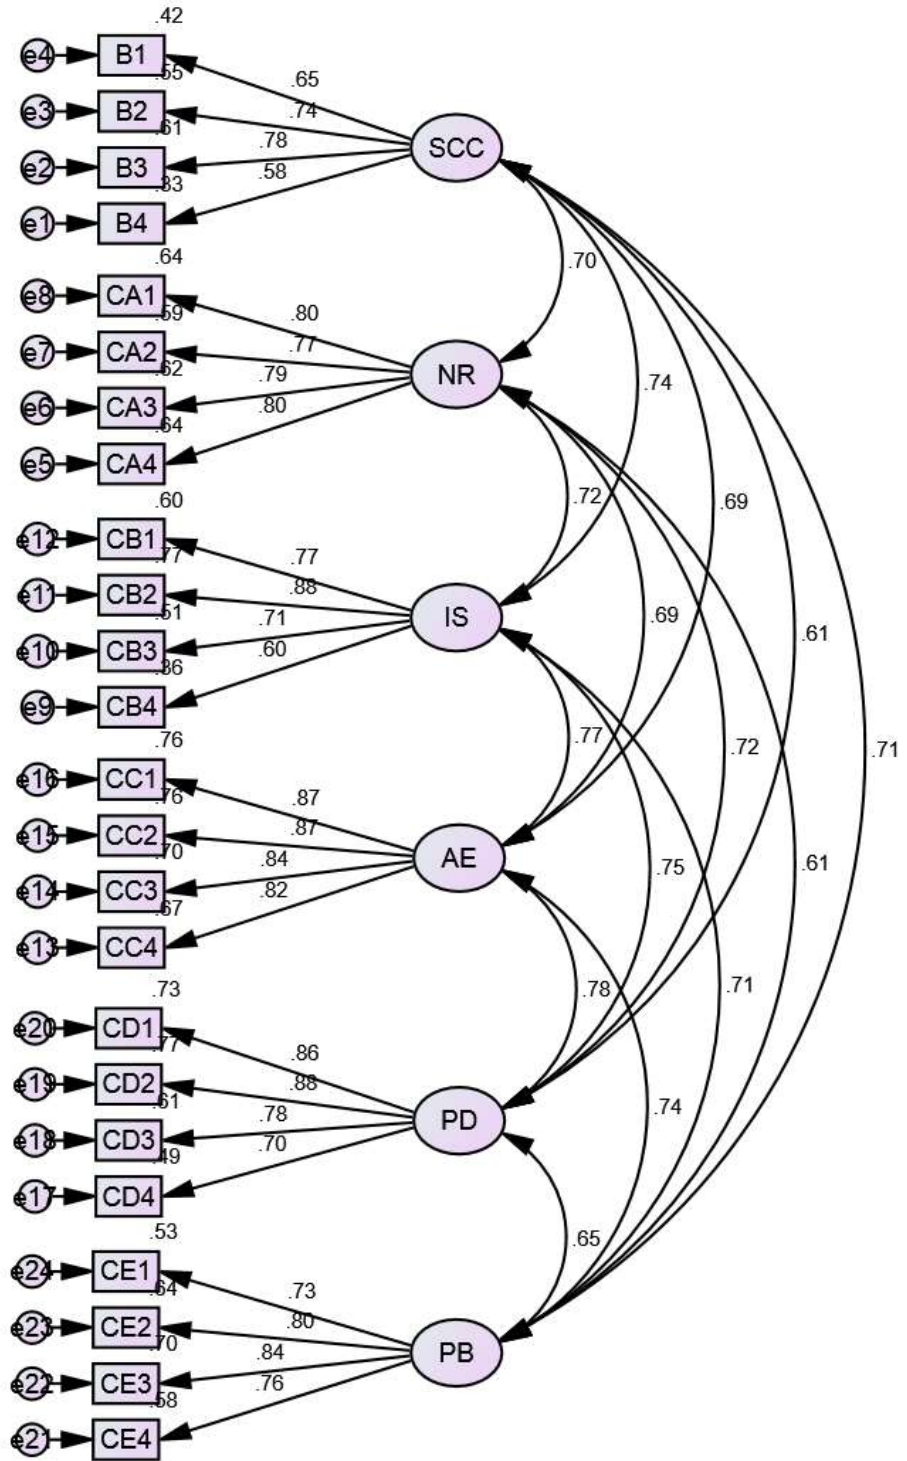 .42
e4 B1
.55 .65
e3 B2 .74
.61 .78
e2 B3 .58 SCC
.33
e1 B4
.64 .70
e8 CA1
.59 .80
e7 CA2 .77
.62 .79 NR .74
e6 CA3 .80
.64
e5 CA4
.60 .72 .69
e12 CB1
.77 .77
e11 CB2 .88
.51 .71 IS .69
e10 CB3 .60 .61
.36
e9 CB4
.76 .77 .72 .71
e16 CC1
.76 .87
e15 CC2 .87
.70 .84 AE .75 .61
e14 CC3 .82
.67
e13 CC4
.73 .78 .71
e20 CD1
.77 .86
e19 CD2 .88
.61 .78 PD .74
e18 CD3 .70
.49
e17 CD4
.53 .65
e24 CE1
.64 .73
e23 CE2 .80
.70 .84 PB
e22 CE3 .76
.58
e21 CE4